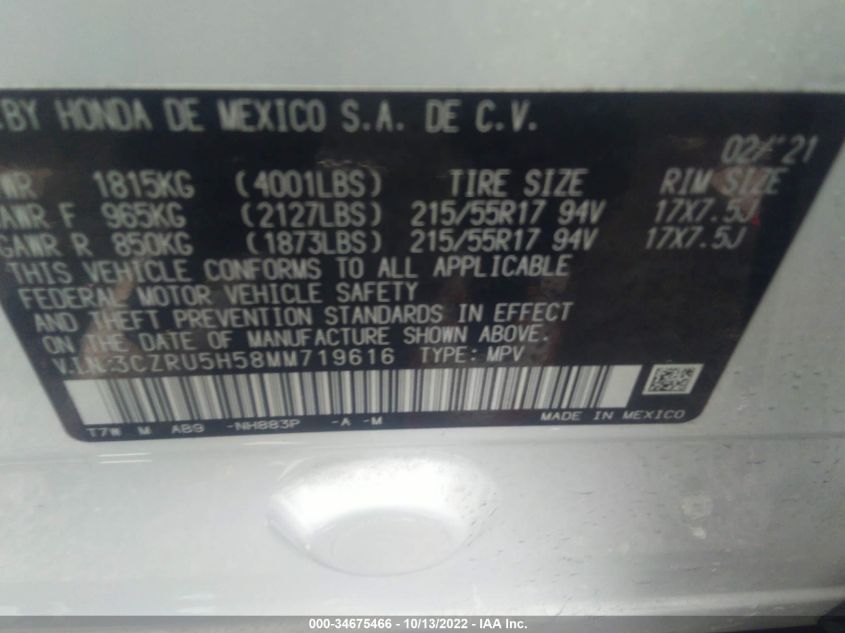 .BY HONDA DE MEXICO S.A. DE C.V.
02/'21
WR 1815KG (4001LBS) TIRE SIZE RIM SIZE
AWR F 965KG (2127LBS) 215/55R17 94V 17X7.5J
GAWR R 850KG (1873LBS) 215/55R17 94V 17X7.5J
THIS VEHICLE CONFORMS TO ALL APPLICABLE
FEDERAL MOTOR VEHICLE SAFETY
AND THEFT PREVENTION STANDARDS IN EFFECT
ON THE DATE OF MANUFACTURE SHOWN ABOVE.
V.I.N.:3CZRU5H58MM719616 TYPE: MPV
T7W M AB9 -NH883P -A -M MADE IN MEXICO
000-34675466 - 10/13/2022 - IAA Inc.